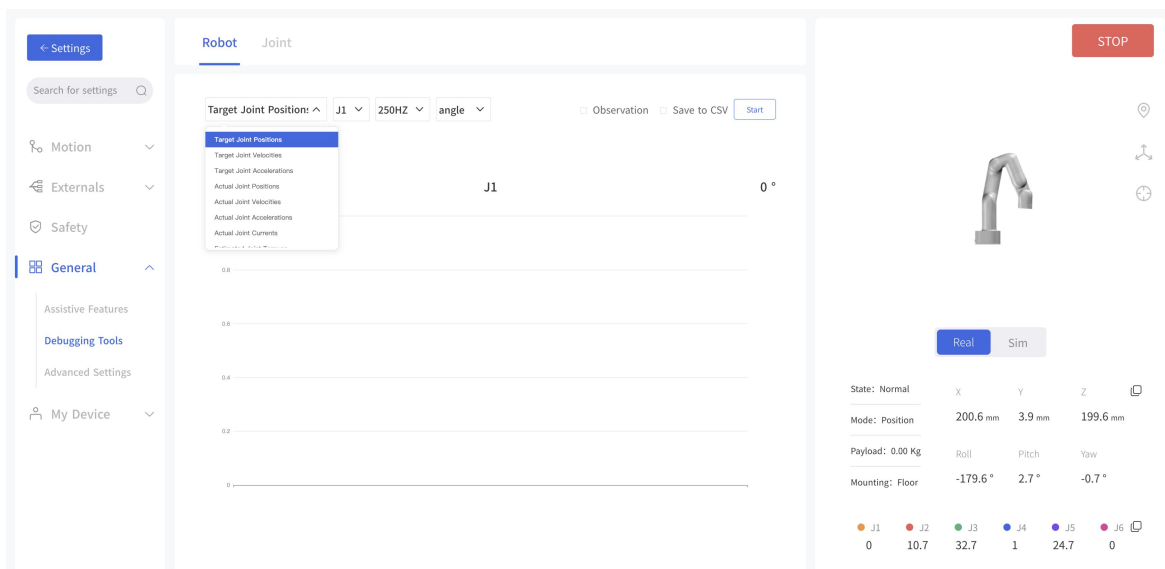 ← Settings
Search for settings
Motion
Externals
Safety
General
Assistive Features
Debugging Tools
Advanced Settings
My Device
Robot Joint
Target Joint Position J1 250HZ angle Observation Save to CSV Start
Target Joint Positions
Target Joint Velocities
Target Joint Accelerations
Actual Joint Positions
Actual Joint Velocities
Actual Joint Accelerations
Actual Joint Currents
J1 0 °
0.8
0.6
0.4
0.2
0
STOP
Real Sim
State: Normal
Mode: Position
Payload: 0.00 Kg
Mounting: Floor
X Y Z
200.6 mm 3.9 mm 199.6 mm
Roll Pitch Yaw
-179.6 ° 2.7 ° -0.7 °
J1 J2 J3 J4 J5 J6
0 10.7 32.7 1 24.7 0